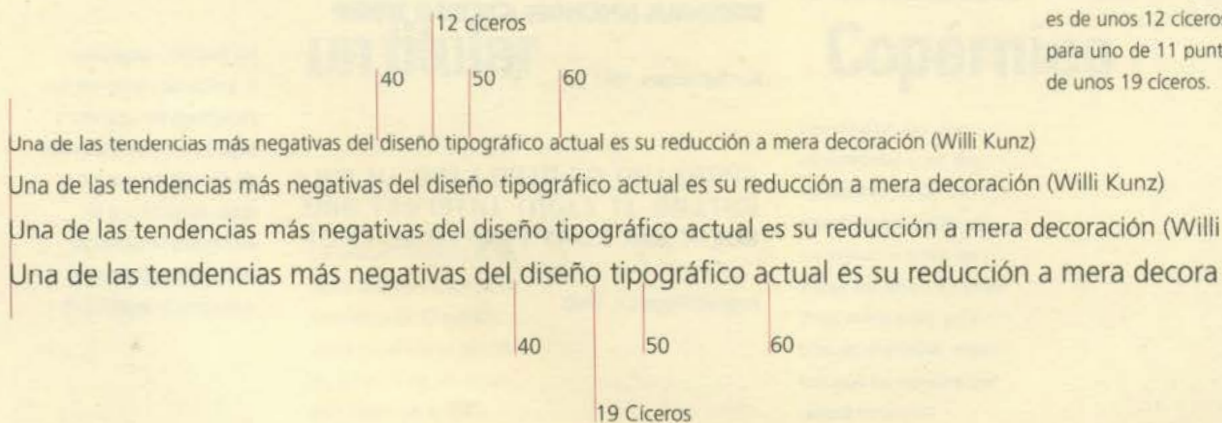 12 cíceros
es de unos 12 cíceros
para uno de 11 punt
de unos 19 cíceros.
40 50 60
Una de las tendencias más negativas del diseño tipográfico actual es su reducción a mera decoración (Willi Kunz)
Una de las tendencias más negativas del diseño tipográfico actual es su reducción a mera decoración (Willi Kunz)
Una de las tendencias más negativas del diseño tipográfico actual es su reducción a mera decoración (Willi
Una de las tendencias más negativas del diseño tipográfico actual es su reducción a mera decora
40 50 60
19 Cíceros